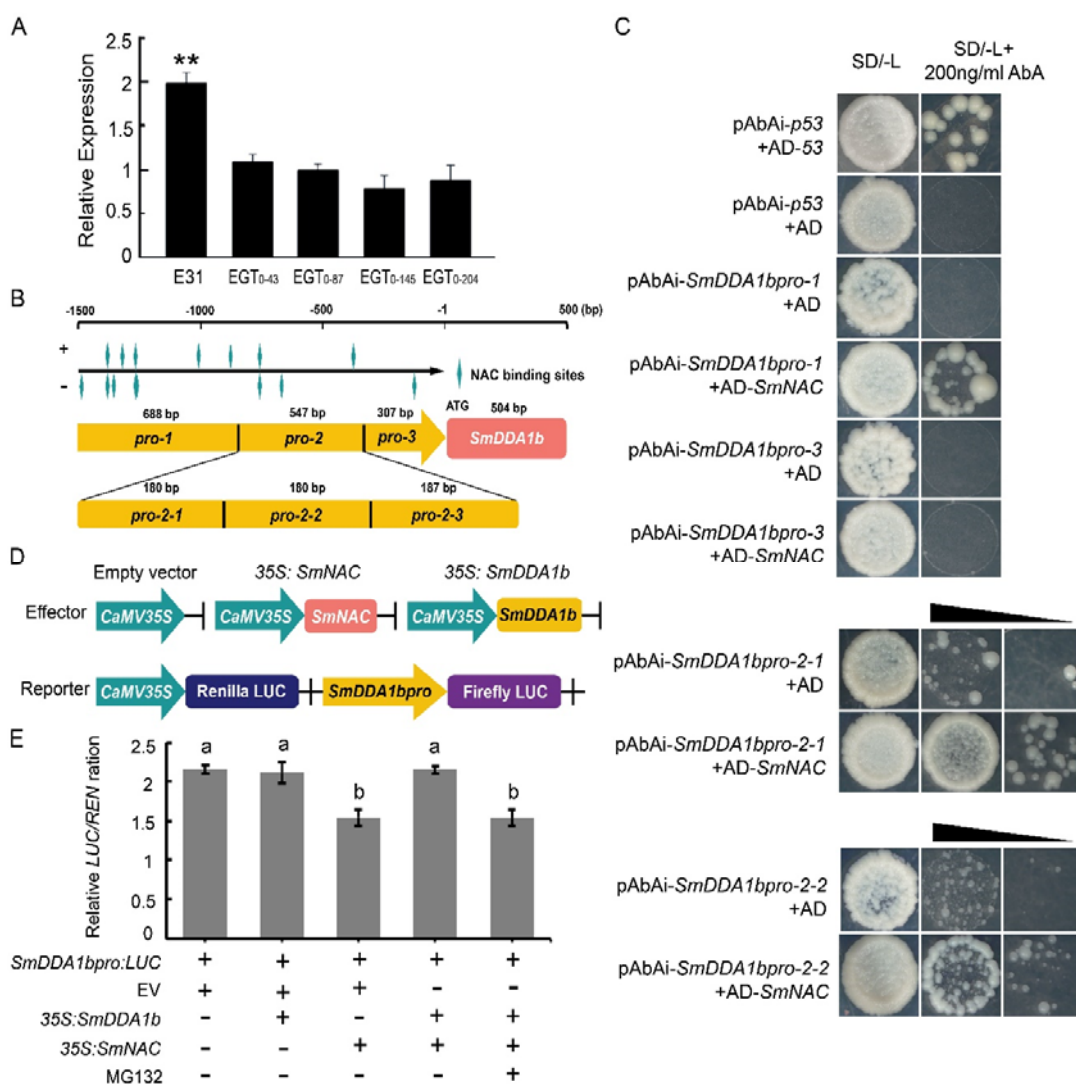 A
Relative Expression
2.5
2
1.5
1
0.5
0
**
E31 EGT0-43 EGT0-87 EGT0-145 EGT0-204
B
-1500 -1000 -500 -1 500 (bp)
+
-
NAC binding sites
688 bp 547 bp 307 bp ATG 504 bp
pro-1 pro-2 pro-3 SmDDA1b
180 bp 180 bp 187 bp
pro-2-1 pro-2-2 pro-2-3
C
SD/-L SD/-L+
200ng/ml AbA
pAbAi-p53
+AD-53
pAbAi-p53
+AD
pAbAi-SmDDA1bpro-1
+AD
pAbAi-SmDDA1bpro-1
+AD-SmNAC
pAbAi-SmDDA1bpro-3
+AD
pAbAi-SmDDA1bpro-3
+AD-SmNAC
pAbAi-SmDDA1bpro-2-1
+AD
pAbAi-SmDDA1bpro-2-1
+AD-SmNAC
pAbAi-SmDDA1bpro-2-2
+AD
pAbAi-SmDDA1bpro-2-2
+AD-SmNAC
D
Empty vector 35S: SmNAC 35S: SmDDA1b
Effector CaMV35S CaMV35S SmNAC CaMV35S SmDDA1b
Reporter CaMV35S Renilla LUC SmDDA1bpro Firefly LUC
E
Relative LUC/REN ration
2.5
2
1.5
1
0.5
0
a a b a b
SmDDA1bpro:LUC + + + + +
EV + + + - -
35S:SmDDA1b - + - + +
35S:SmNAC - - + + +
MG132 - - - - +